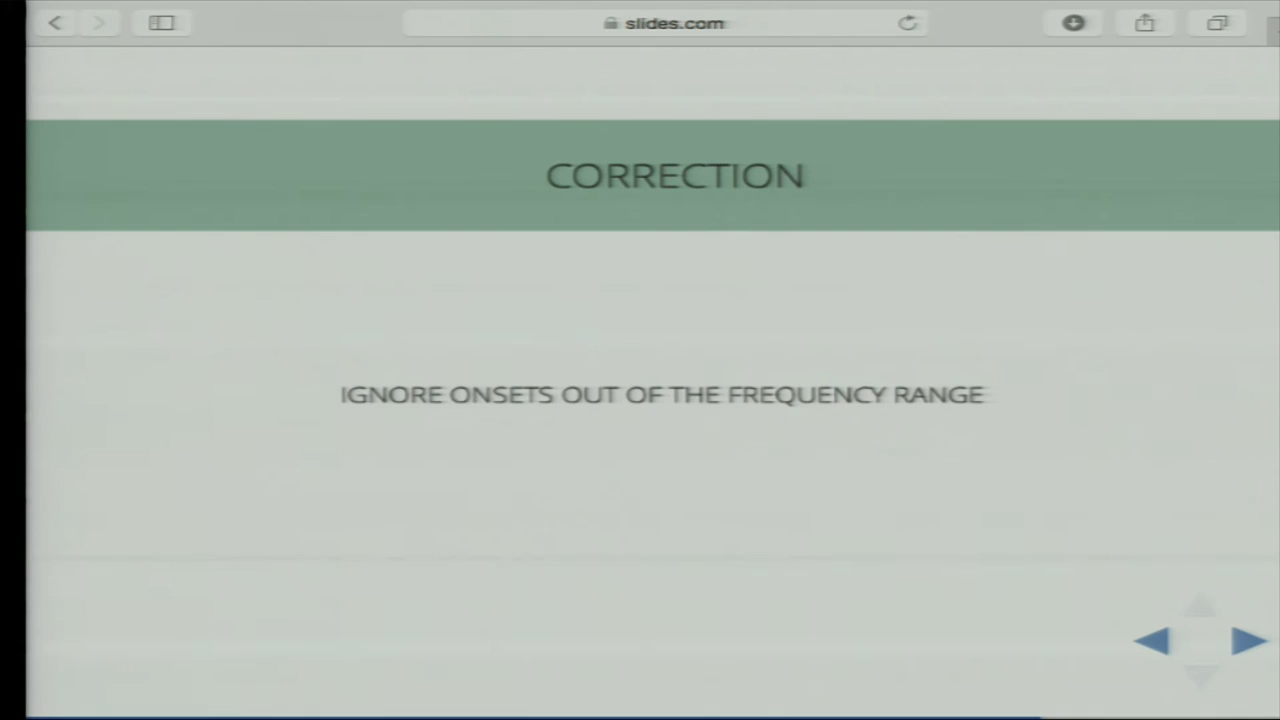 slides.com
CORRECTION
IGNORE ONSETS OUT OF THE FREQUENCY RANGE